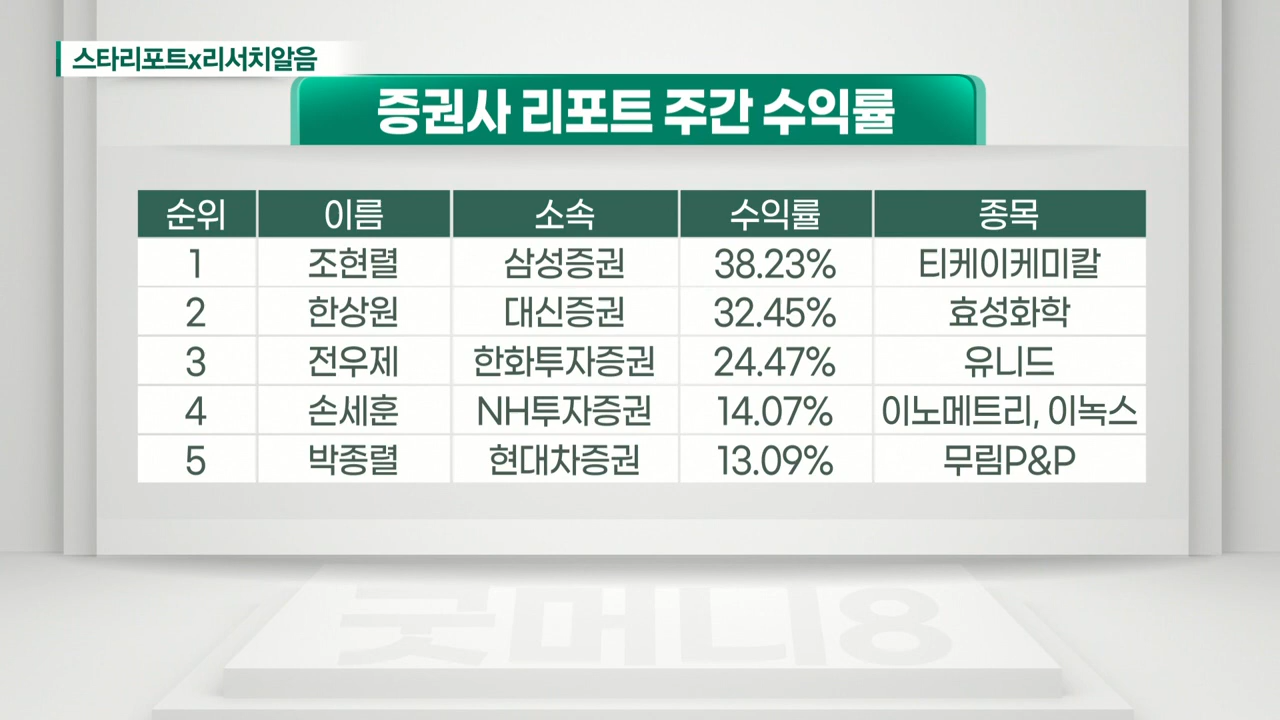 스타리포트x리서치알음
증권사 리포트 주간 수익률
순위 이름 소속 수익률 종목
1 조현렬 삼성증권 38.23% 티케이케미칼
2 한상원 대신증권 32.45% 효성화학
3 전우제 한화투자증권 24.47% 유니드
4 손세훈 NH투자증권 14.07% 이노메트리, 이녹스
5 박종렬 현대차증권 13.09% 무림P&P
굿머니8